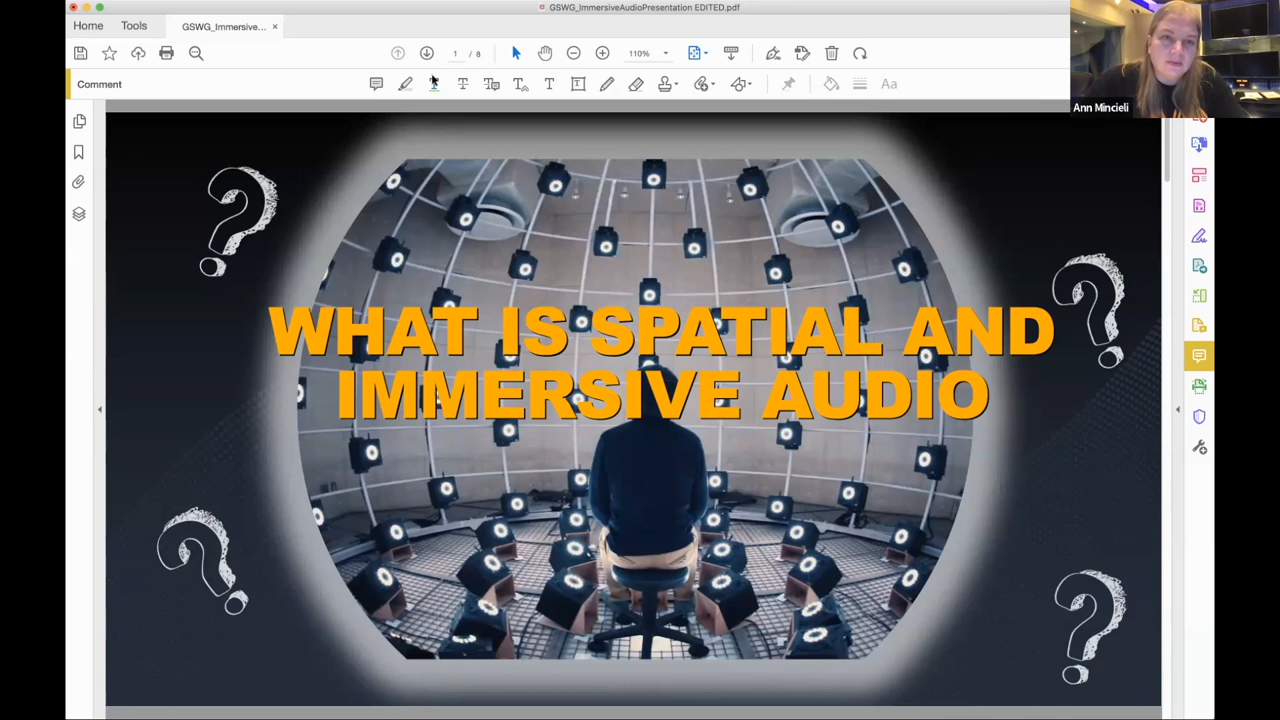 GSWG_ImmersiveAudioPresentation EDITED.pdf
Home
Tools
GSWG_Immersive...
1 / 8
110%
Comment
Aa
Ann Mincieli
WHAT IS SPATIAL AND
IMMERSIVE AUDIO